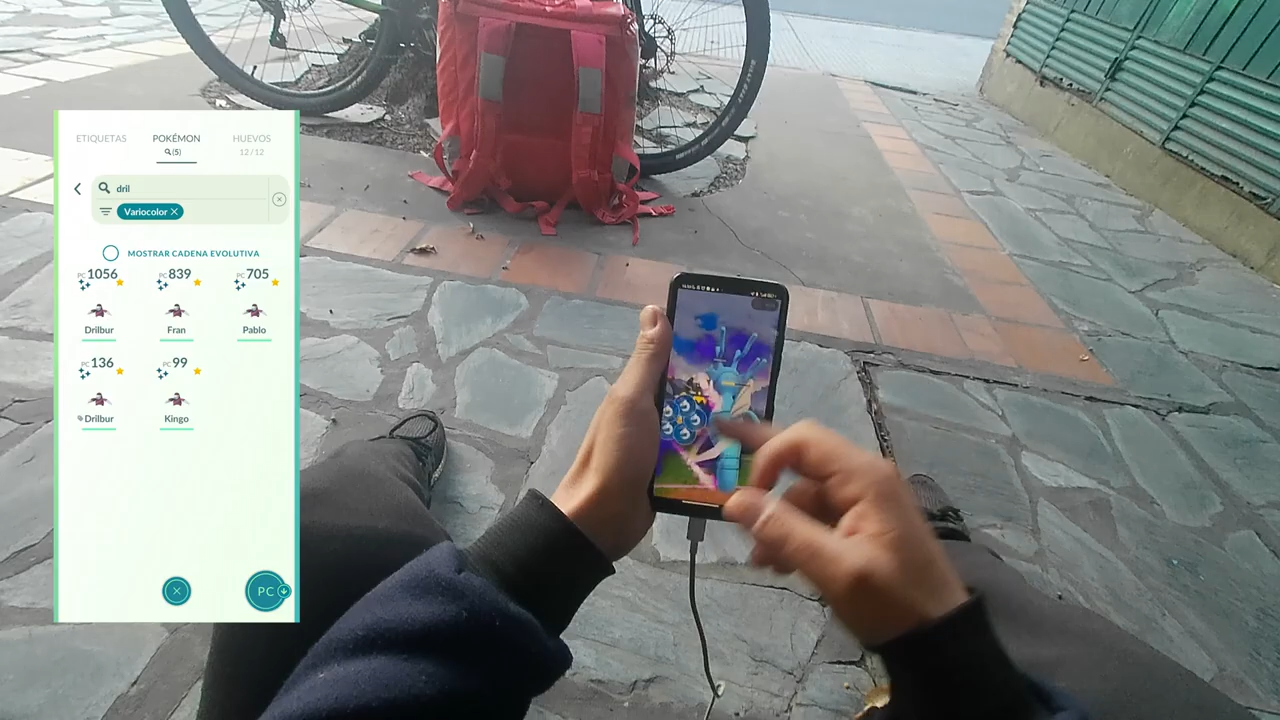 ETIQUETAS POKÉMON HUEVOS
(5) 12/12
dril
Variocolor
MOSTRAR CADENA EVOLUTIVA
PC1056 PC839 PC705
Drilbur Fran Pablo
PC136 PC99
Drilbur Kingo
PC